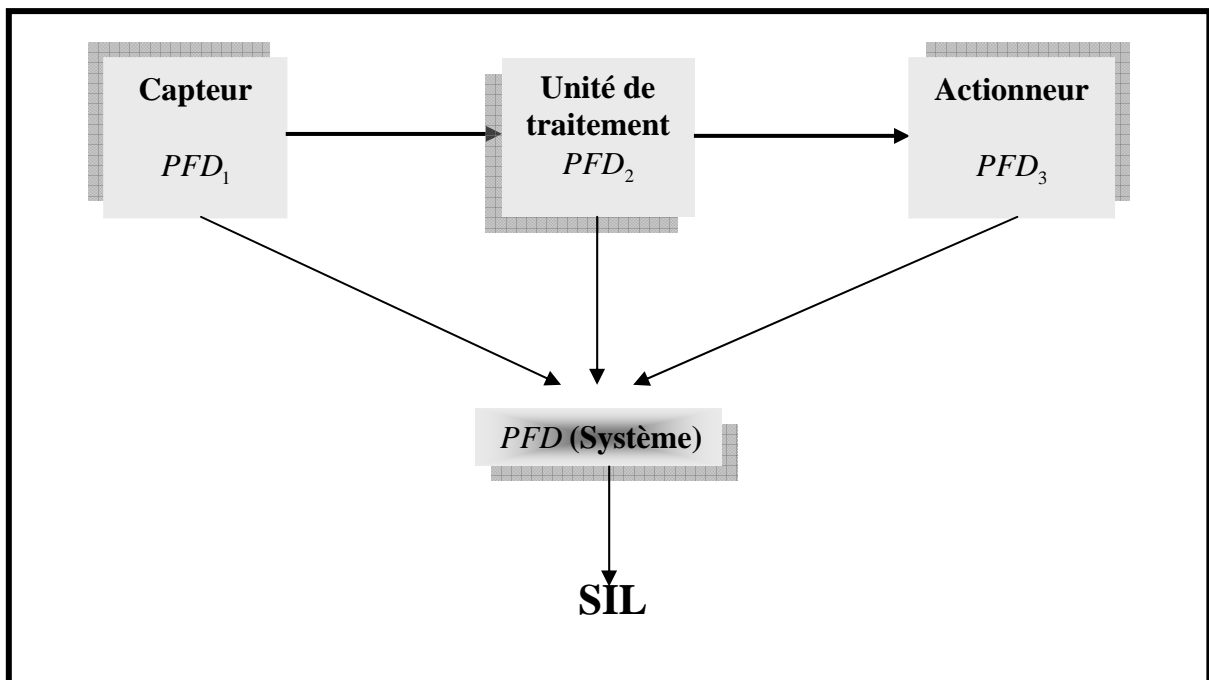 Capteur
PFD₁
Unité de
traitement
PFD₂
Actionneur
PFD₃
PFD (Système)
SIL